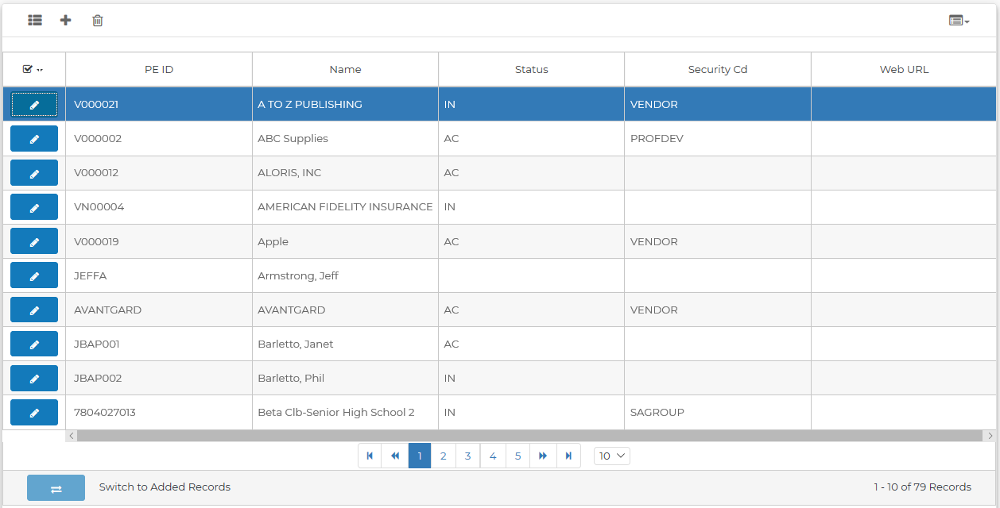 PE ID Name Status Security Cd Web URL
V000021 A TO Z PUBLISHING IN VENDOR
V000002 ABC Supplies AC PROFDEV
V000012 ALORIS, INC AC
VN00004 AMERICAN FIDELITY INSURANCE IN
V000019 Apple AC VENDOR
JEFFA Armstrong, Jeff
AVANTGARD AVANTGARD AC VENDOR
JBAP001 Barletto, Janet AC
JBAP002 Barletto, Phil IN
7804027013 Beta Clb-Senior High School 2 IN SAGROUP
1 2 3 4 5 10
Switch to Added Records 1 - 10 of 79 Records